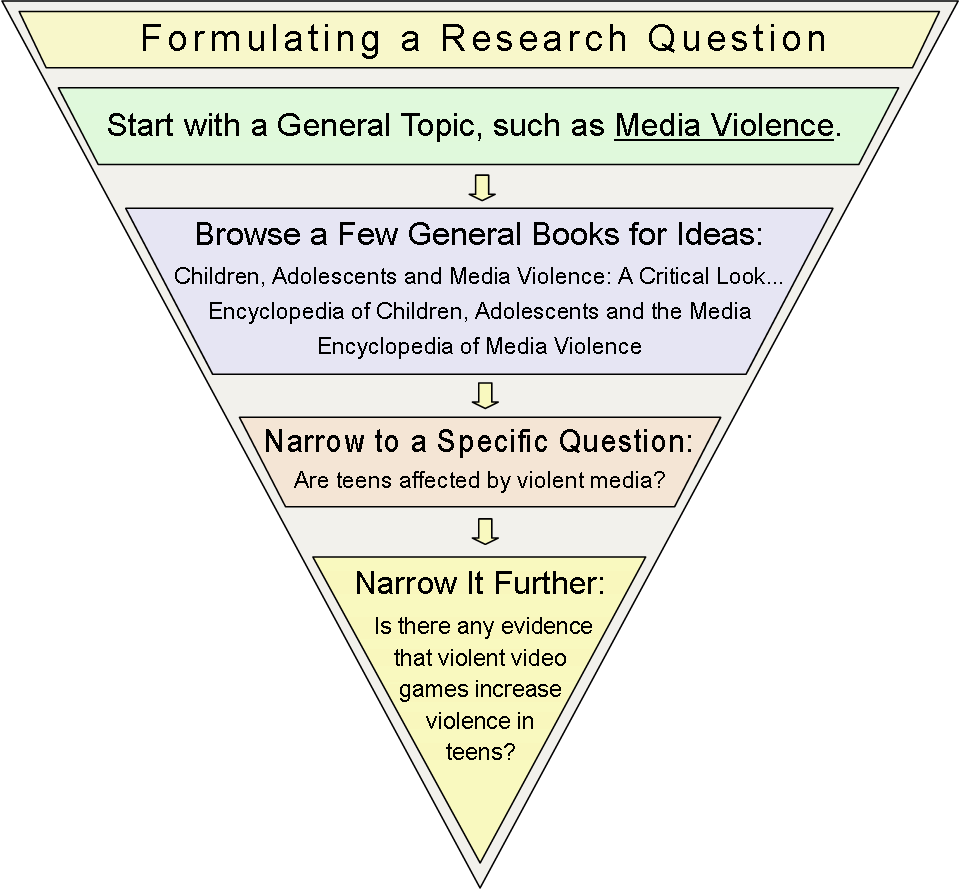 Formulating a Research Question
Start with a General Topic, such as Media Violence.
Browse a Few General Books for Ideas:
Children, Adolescents and Media Violence: A Critical Look...
Encyclopedia of Children, Adolescents and the Media
Encyclopedia of Media Violence
Narrow to a Specific Question:
Are teens affected by violent media?
Narrow It Further:
Is there any evidence
that violent video
games increase
violence in
teens?